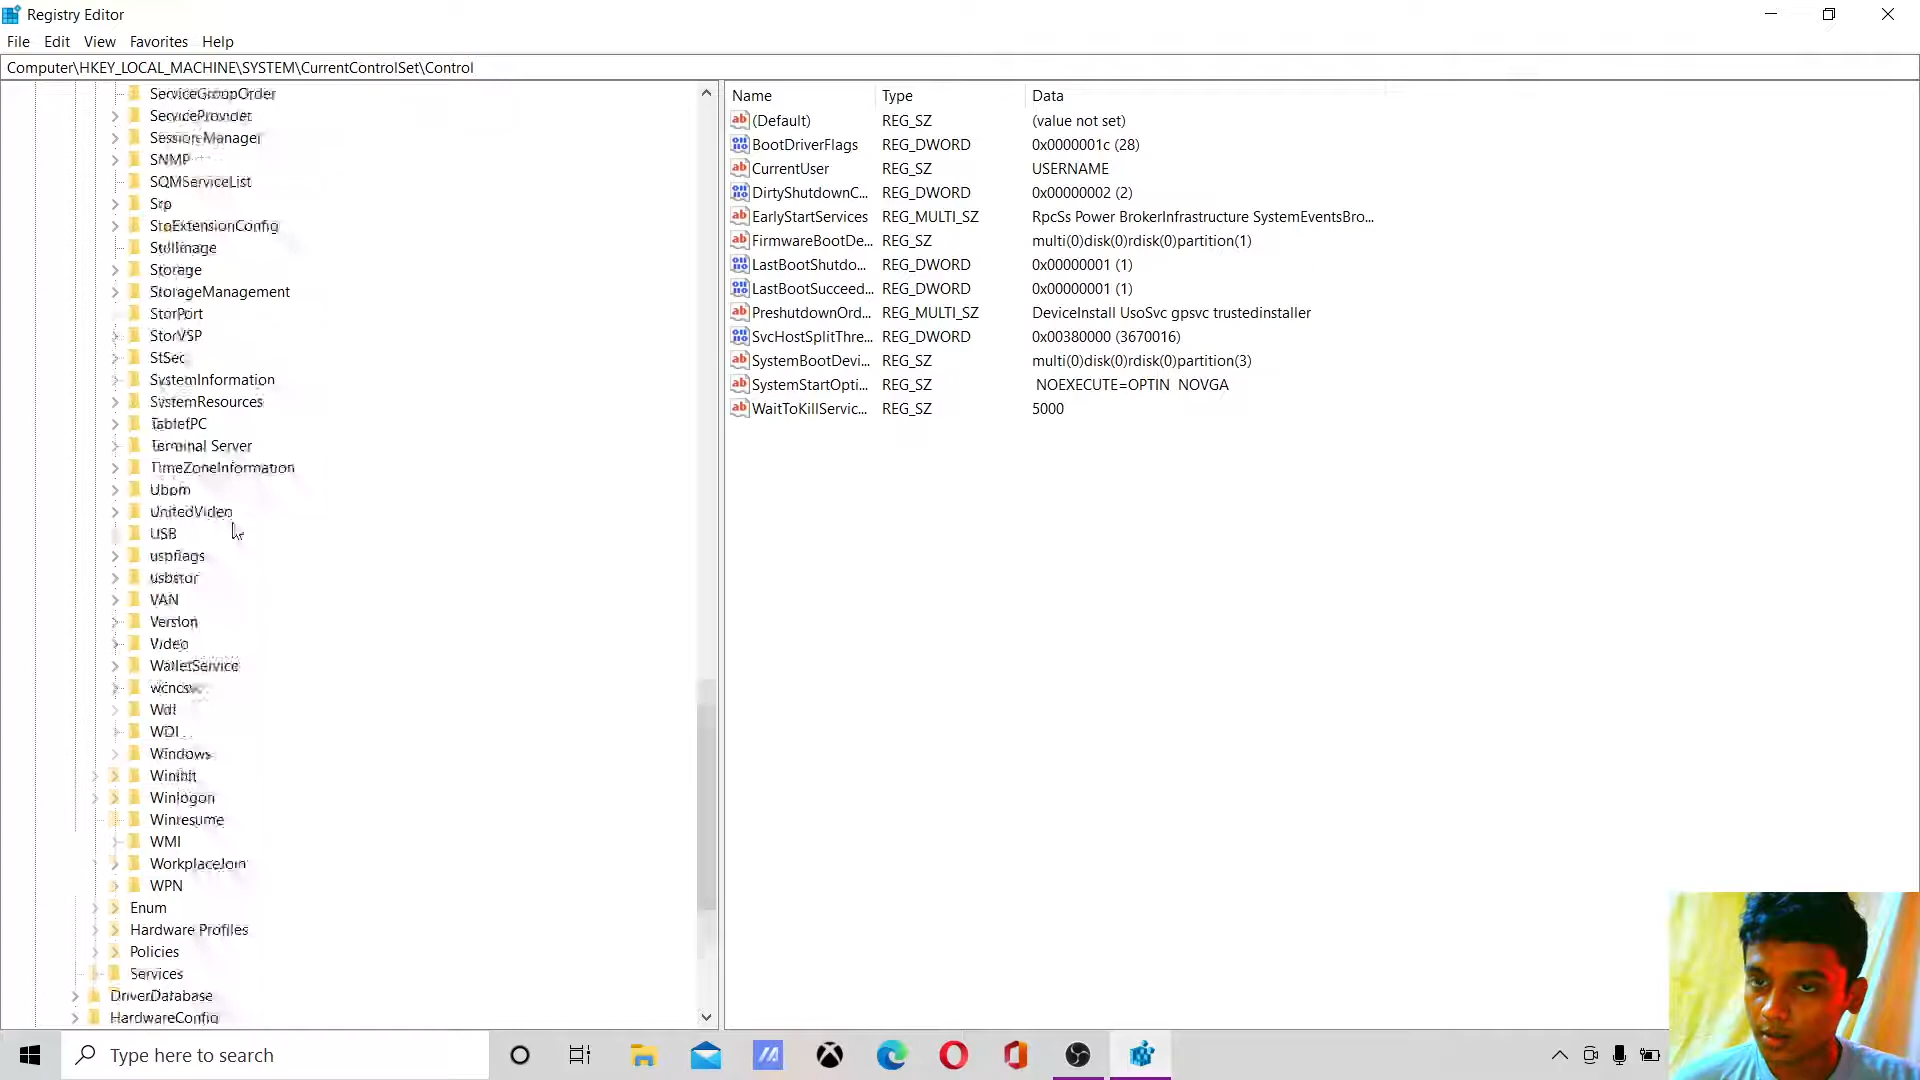 Registry Editor
File Edit View Favorites Help
Computer\HKEY_LOCAL_MACHINE\SYSTEM\CurrentControlSet\Control
ServiceGroupOrder
ServiceProvider
Session Manager
SNMP
SQMServiceList
Srp
StillImage
Storage
StorageManagement
StorPort
StorVSP
StSec
SystemInformation
SystemResources
TabletPC
Terminal Server
TimeZoneInformation
Ubpm
UnitedVideo
USB
usbflags
usbstor
VAN
Version
Video
WalletService
wcncsvc
Wdf
WDI
Windows
WinInit
Winlogon
Winresume
WMI
WorkplaceJoin
WPN
Enum
Hardware Profiles
Policies
Services
DriverDatabase
HardwareConfig
Name Type Data
(Default) REG_SZ (value not set)
BootDriverFlags REG_DWORD 0x0000001c (28)
CurrentUser REG_SZ USERNAME
DirtyShutdownC... REG_DWORD 0x00000002 (2)
EarlyStartServices REG_MULTI_SZ RpcSs Power BrokerInfrastructure SystemEventsBro...
FirmwareBootDe... REG_SZ multi(0)disk(0)rdisk(0)partition(1)
LastBootShutdo... REG_DWORD 0x00000001 (1)
LastBootSucceed... REG_DWORD 0x00000001 (1)
PreshutdownOrd... REG_MULTI_SZ DeviceInstall UsoSvc gpsvc trustedinstaller
SvcHostSplitThre... REG_DWORD 0x00380000 (3670016)
SystemBootDevi... REG_SZ multi(0)disk(0)rdisk(0)partition(3)
SystemStartOpti... REG_SZ NOEXECUTE=OPTIN NOVGA
WaitToKillServic... REG_SZ 5000
Type here to search